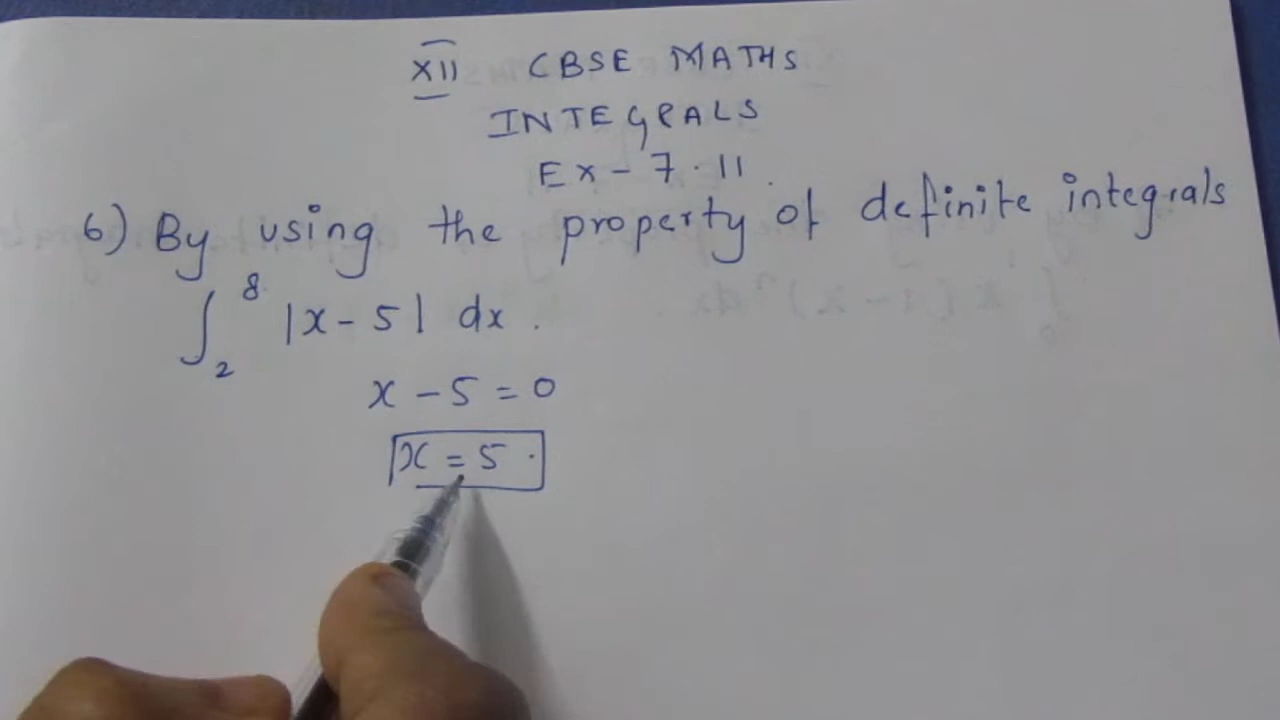 XII CBSE MATHS
INTEGRALS
Ex - 7.11.
6) By using the property of definite integrals
∫₂⁸ |x - 5| dx.
x - 5 = 0
x = 5.